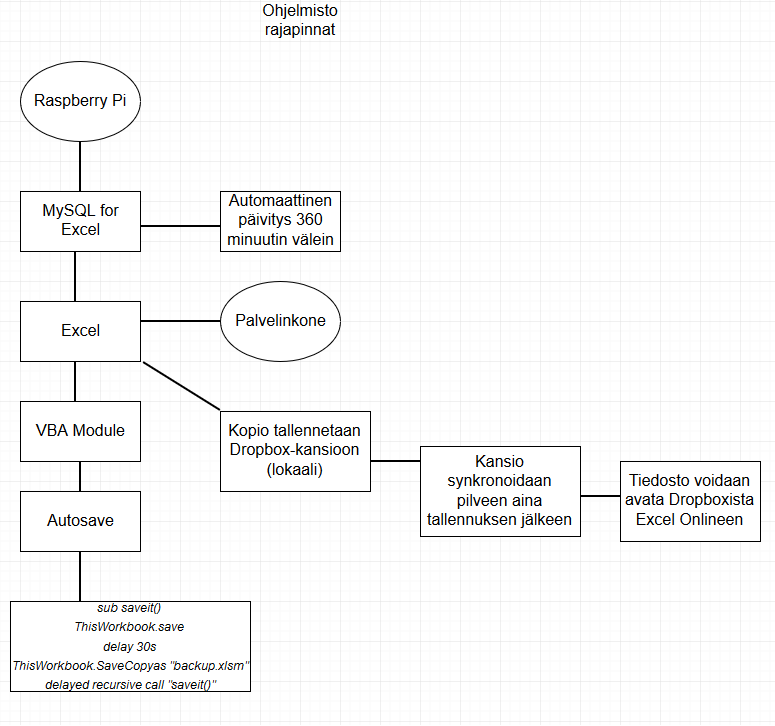 Ohjelmisto
rajapinnat
Raspberry Pi
MySQL for
Excel
Automaattinen
päivitys 360
minuutin välein
Excel
Palvelinkone
VBA Module
Kopio tallennetaan
Dropbox-kansioon
(lokaali)
Kansio
synkronoidaan
pilveen aina
tallennuksen jälkeen
Tiedosto voidaan
avata Dropboxista
Excel Onlineen
Autosave
sub saveit()
ThisWorkbook.save
delay 30s
ThisWorkbook.SaveCopyas "backup.xlsm"
delayed recursive call "saveit()"